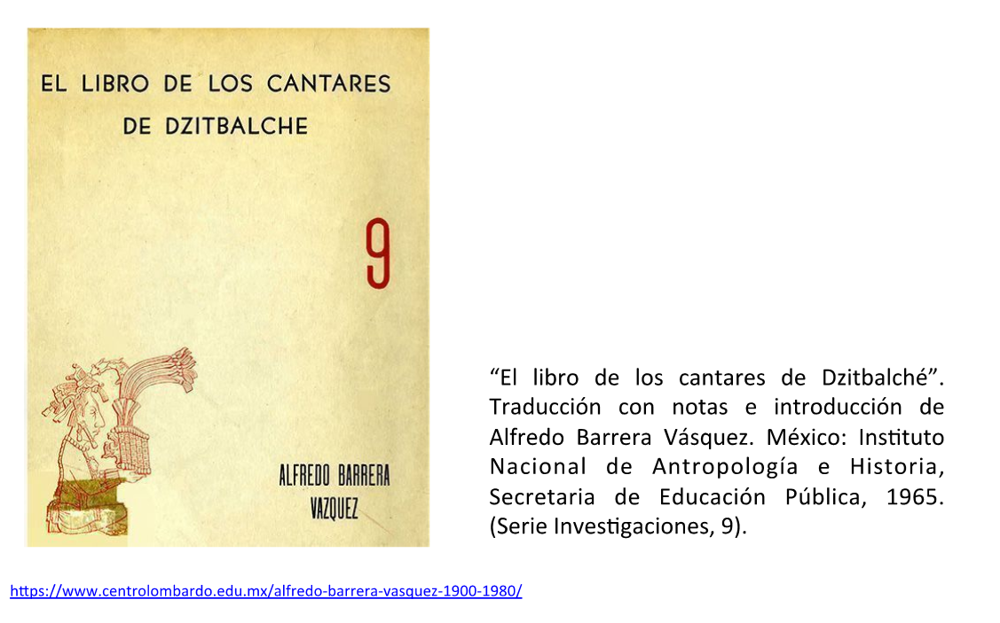 EL LIBRO DE LOS CANTARES
DE DZITBALCHE
9
ALFREDO BARRERA
VAZQUEZ
“El libro de los cantares de Dzitbalché”.
Traducción con notas e introducción de
Alfredo Barrera Vásquez. México: Instituto
Nacional de Antropología e Historia,
Secretaria de Educación Pública, 1965.
(Serie Investigaciones, 9).
https://www.centrolombardo.edu.mx/alfredo-barrera-vasquez-1900-1980/